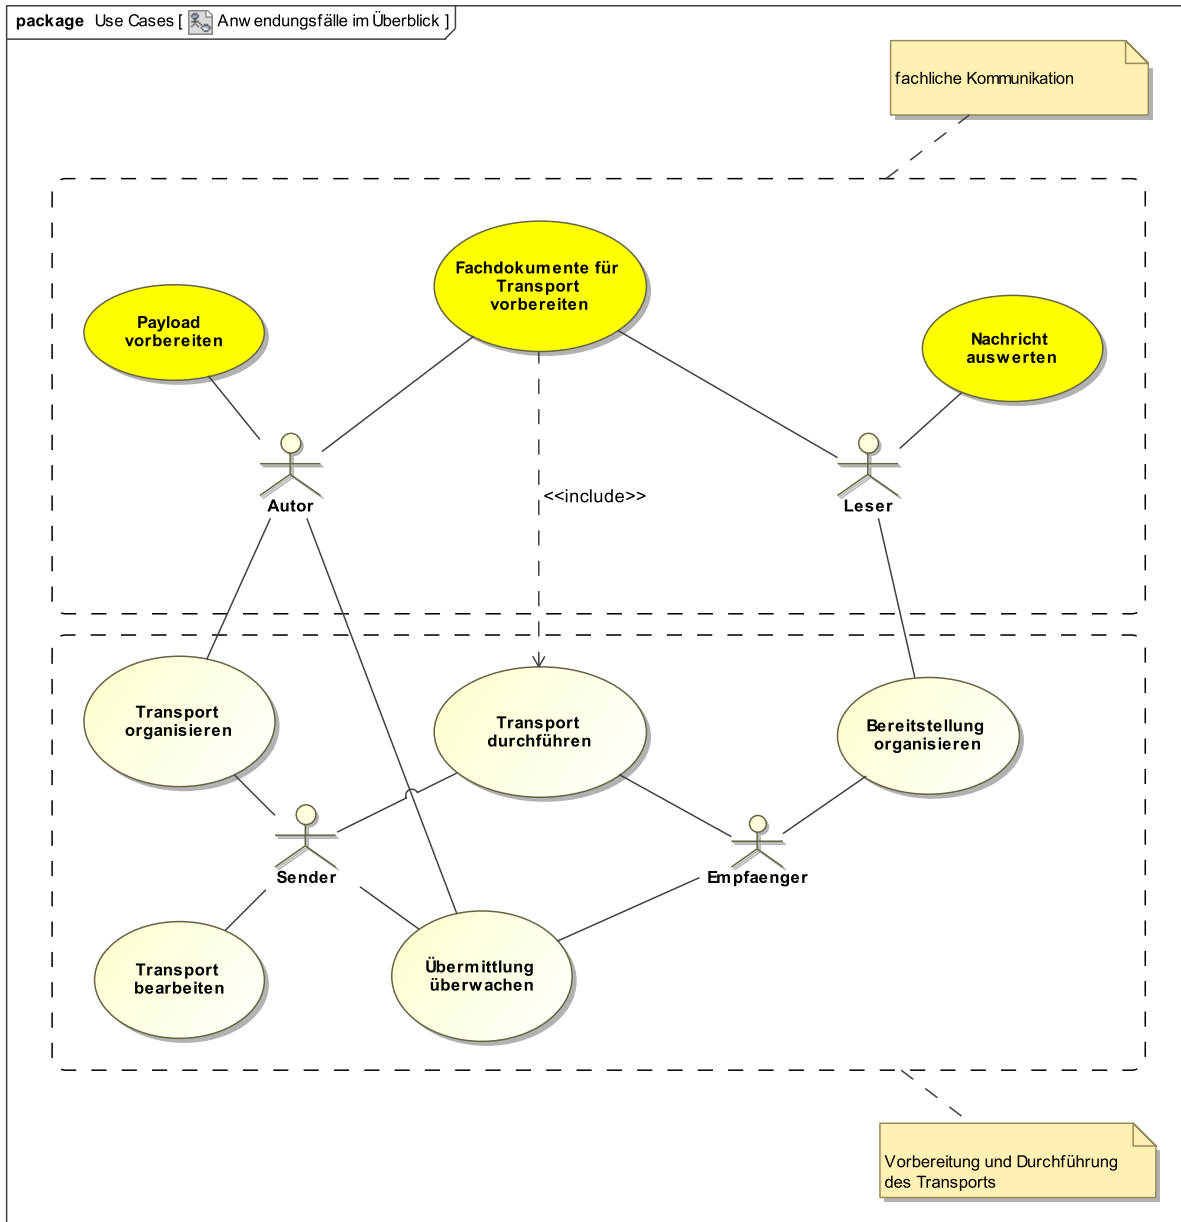 package Use Cases [ Anwendungsfälle im Überblick ]
fachliche Kommunikation
Fachdokumente für
Transport
vorbereiten
Payload
vorbereiten
Nachricht
auswerten
Autor
<<include>>
Leser
Transport
organisieren
Transport
durchführen
Bereitstellung
organisieren
Sender
Empfaenger
Transport
bearbeiten
Übermittlung
überwachen
Vorbereitung und Durchführung
des Transports